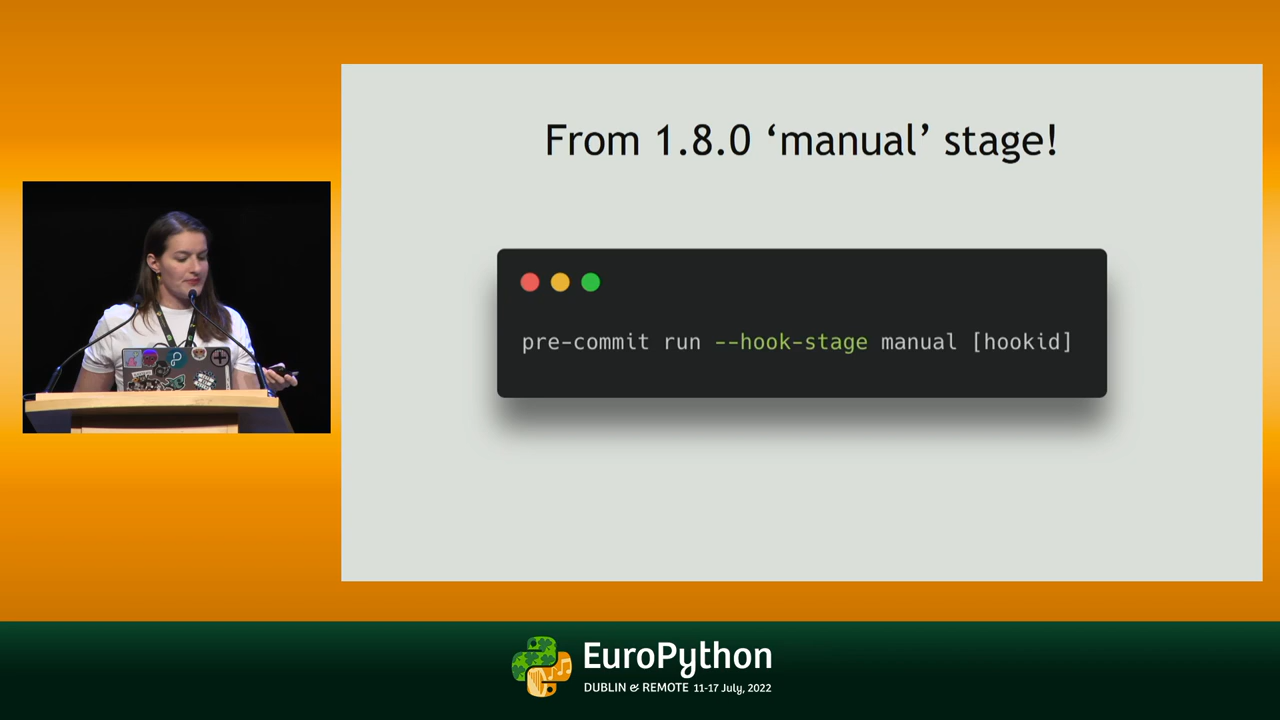 From 1.8.0 ‘manual’ stage!
pre-commit run --hook-stage manual [hookid]
EuroPython
DUBLIN & REMOTE 11-17 July, 2022